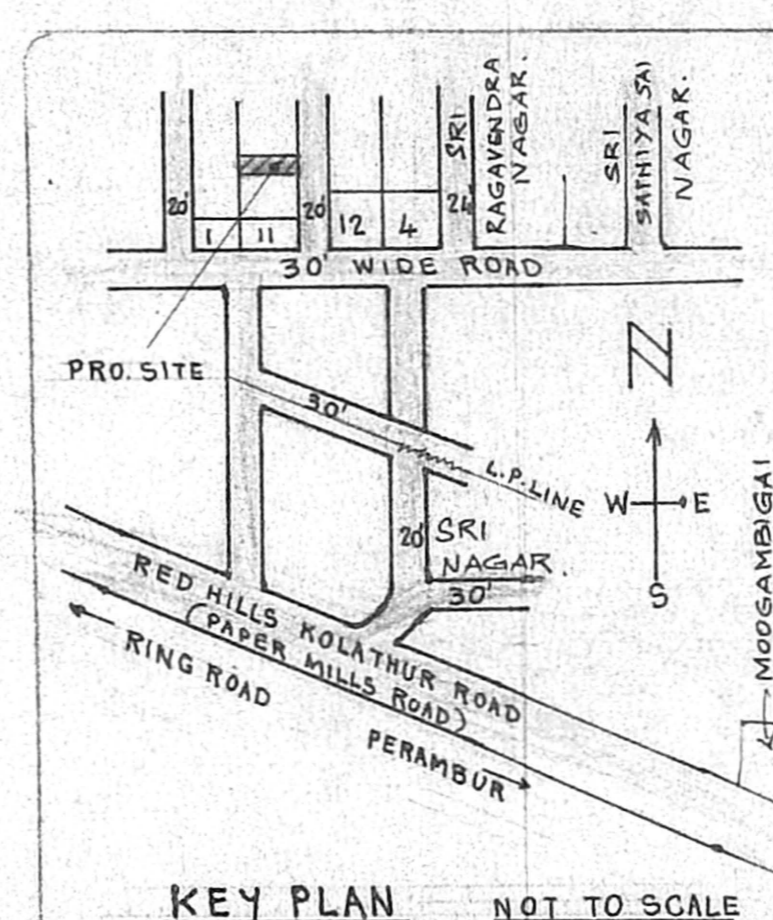 SRI
RAGAVENDRA
NAGAR.
SRI
SATHIYA SAI
NAGAR.
20'
20'
24'
1
11
12
4
30' WIDE ROAD
PRO. SITE
30'
N
L.P. LINE
W
E
S
20'
SRI
NAGAR.
30'
MOOGAMBIGAI
RED HILLS KOLATHUR ROAD
(PAPER MILLS ROAD)
RING ROAD
PERAMBUR
KEY PLAN
NOT TO SCALE